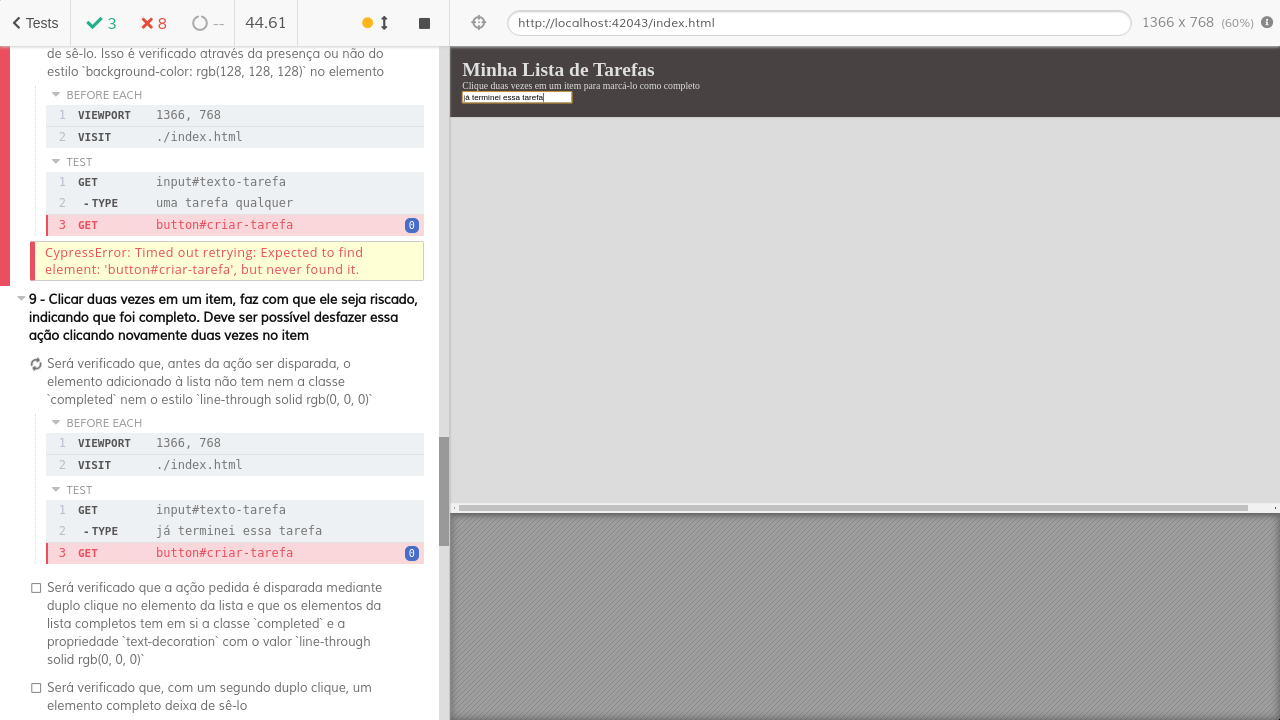 Tests
3
8
--
44.61
http://localhost:42043/index.html
1366 x 768 (60%)
de sê-lo. Isso é verificado através da presença ou não do
estilo `background-color: rgb(128, 128, 128)` no elemento
BEFORE EACH
1 VIEWPORT 1366, 768
2 VISIT ./index.html
TEST
1 GET input#texto-tarefa
2 -TYPE uma tarefa qualquer
3 GET button#criar-tarefa 0
CypressError: Timed out retrying: Expected to find
element: 'button#criar-tarefa', but never found it.
9 - Clicar duas vezes em um item, faz com que ele seja riscado,
indicando que foi completo. Deve ser possível desfazer essa
ação clicando novamente duas vezes no item
Será verificado que, antes da ação ser disparada, o
elemento adicionado à lista não tem nem a classe
`completed` nem o estilo `line-through solid rgb(0, 0, 0)`
BEFORE EACH
1 VIEWPORT 1366, 768
2 VISIT ./index.html
TEST
1 GET input#texto-tarefa
2 -TYPE já terminei essa tarefa
3 GET button#criar-tarefa 0
Será verificado que a ação pedida é disparada mediante
duplo clique no elemento da lista e que os elementos da
lista completos tem em si a classe `completed` e a
propriedade `text-decoration` com o valor `line-through
solid rgb(0, 0, 0)`
Será verificado que, com um segundo duplo clique, um
elemento completo deixa de sê-lo
Minha Lista de Tarefas
Clique duas vezes em um item para marcá-lo como completo
já terminei essa tarefa